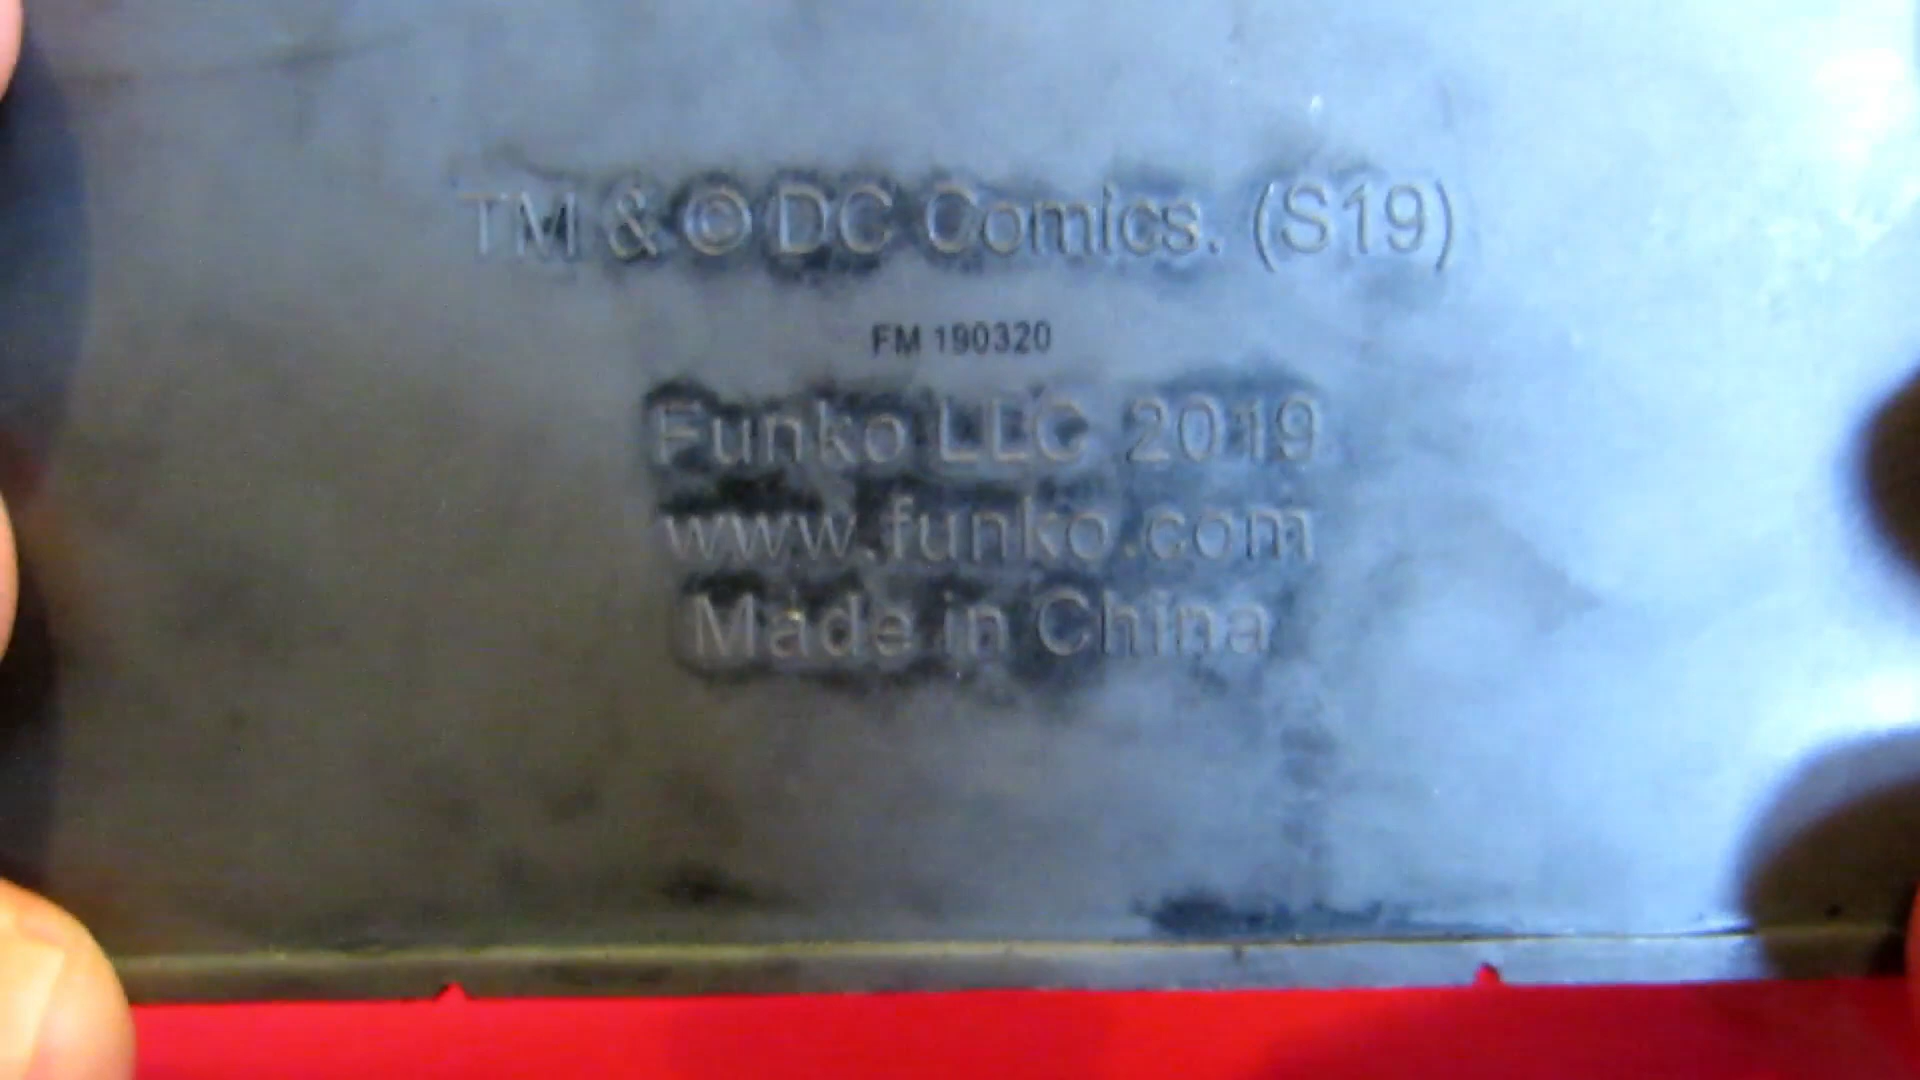 TM & © DC Comics. (S19)
FM 190320
Funko LLC 2019
www.funko.com
Made in China